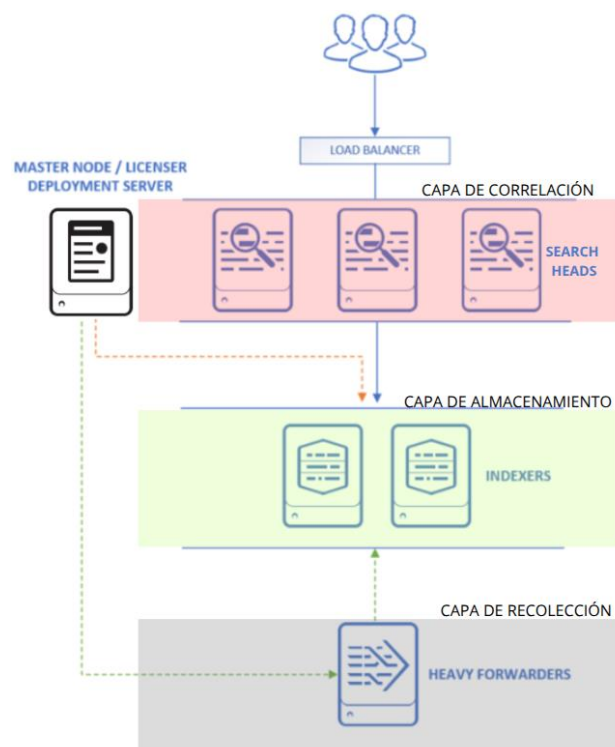 LOAD BALANCER
MASTER NODE / LICENSER
DEPLOYMENT SERVER
CAPA DE CORRELACIÓN
SEARCH
HEADS
CAPA DE ALMACENAMIENTO
INDEXERS
CAPA DE RECOLECCIÓN
HEAVY FORWARDERS